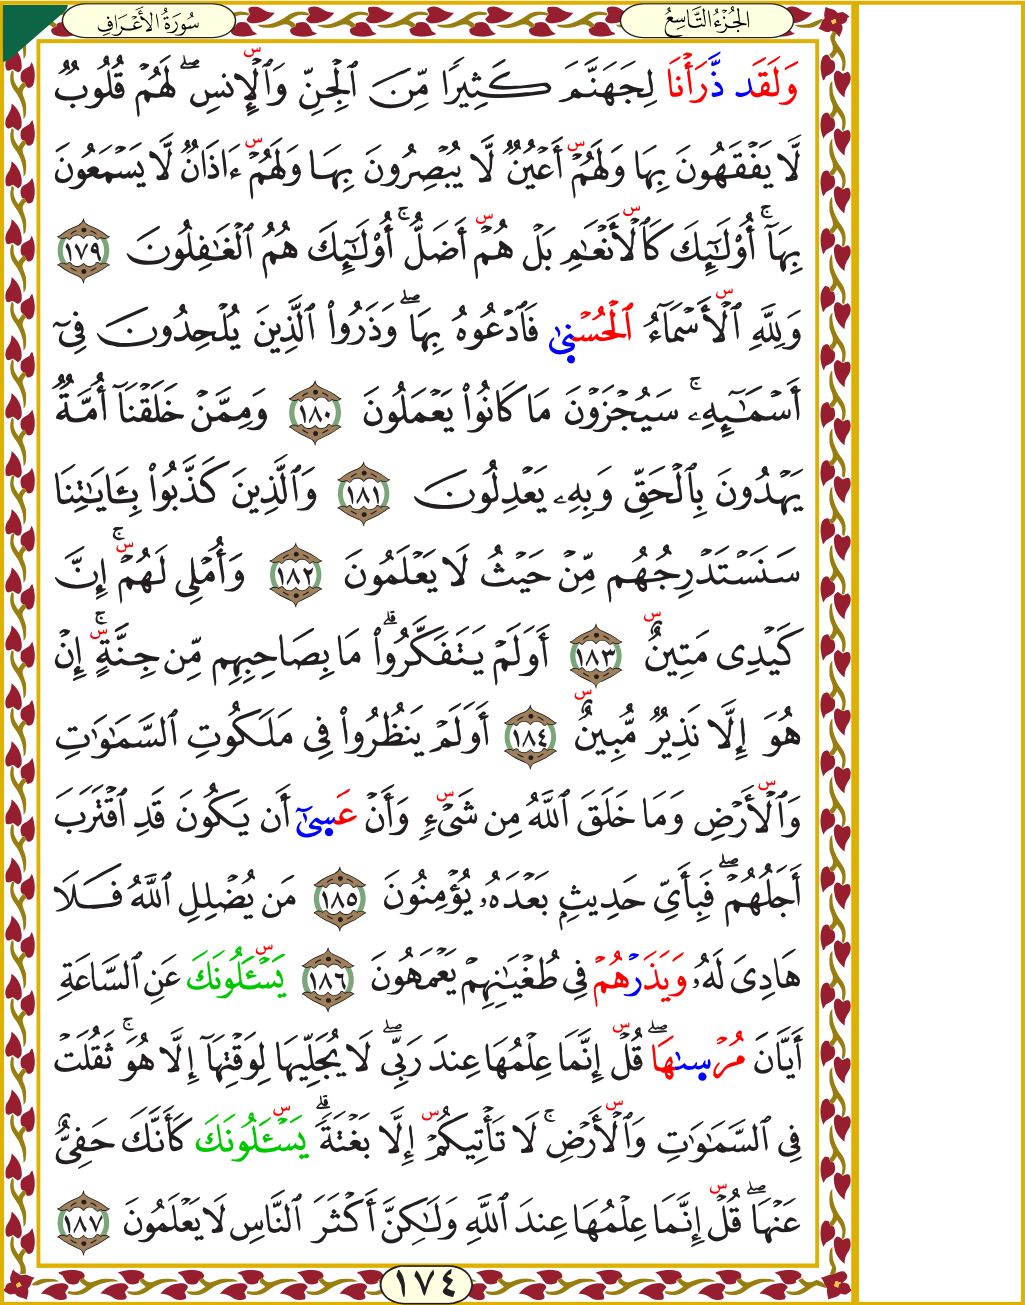 الجُزْءُ التَّاسِعُ
سُورَةُ الأَعْرَافِ
وَلَقَد ذَّرَأْنَا لِجَهَنَّمَ كَثِيرًا مِّنَ ٱلْجِنِّ وَٱلْإِنسِ ۖ لَهُمْ قُلُوبٌ
لَّا يَفْقَهُونَ بِهَا وَلَهُمْ أَعْيُنٌ لَّا يُبْصِرُونَ بِهَا وَلَهُمْ ءَاذَانٌ لَّا يَسْمَعُونَ
بِهَآ ۚ أُو۟لَـٰٓئِكَ كَٱلْأَنْعَـٰمِ بَلْ هُمْ أَضَلُّ ۚ أُو۟لَـٰٓئِكَ هُمُ ٱلْغَـٰفِلُونَ ١٧٩
وَلِلَّهِ ٱلْأَسْمَآءُ ٱلْحُسْنٜىٰ فَٱدْعُوهُ بِهَا ۖ وَذَرُوا۟ ٱلَّذِينَ يُلْحِدُونَ فِىٓ
أَسْمَـٰٓئِهِۦ ۚ سَيُجْزَوْنَ مَا كَانُوا۟ يَعْمَلُونَ ١٨٠ وَمِمَّنْ خَلَقْنَآ أُمَّةٌ
يَهْدُونَ بِٱلْحَقِّ وَبِهِۦ يَعْدِلُونَ ١٨١ وَٱلَّذِينَ كَذَّبُوا۟ بِـَٔايَـٰتِنَا
سَنَسْتَدْرِجُهُم مِّنْ حَيْثُ لَا يَعْلَمُونَ ١٨٢ وَأُمْلِى لَهُمْ ۚ إِنَّ
كَيْدِى مَتِينٌ ١٨٣ أَوَلَمْ يَتَفَكَّرُوا۟ ۗ مَا بِصَاحِبِهِم مِّن جِنَّةٍ ۚ إِنْ
هُوَ إِلَّا نَذِيرٌ مُّبِينٌ ١٨٤ أَوَلَمْ يَنظُرُوا۟ فِى مَلَكُوتِ ٱلسَّمَـٰوَٰتِ
وَٱلْأَرْضِ وَمَا خَلَقَ ٱللَّهُ مِن شَىْءٍ وَأَنْ عَسٜىٰٓ أَن يَكُونَ قَدِ ٱقْتَرَبَ
أَجَلُهُمْ ۖ فَبِأَىِّ حَدِيثٍۭ بَعْدَهُۥ يُؤْمِنُونَ ١٨٥ مَن يُضْلِلِ ٱللَّهُ فَلَا
هَادِىَ لَهُۥ وَيَذَرْهُمْ فِى طُغْيَـٰنِهِمْ يَعْمَهُونَ ١٨٦ يَسْـَٔلُونَكَ عَنِ ٱلسَّاعَةِ
أَيَّانَ مُرْسٜىٰهَا ۖ قُلْ إِنَّمَا عِلْمُهَا عِندَ رَبِّى ۖ لَا يُجَلِّيهَا لِوَقْتِهَآ إِلَّا هُوَ ۚ ثَقُلَتْ
فِى ٱلسَّمَـٰوَٰتِ وَٱلْأَرْضِ ۚ لَا تَأْتِيكُمْ إِلَّا بَغْتَةً ۗ يَسْـَٔلُونَكَ كَأَنَّكَ حَفِىٌّ
عَنْهَا ۖ قُلْ إِنَّمَا عِلْمُهَا عِندَ ٱللَّهِ وَلَـٰكِنَّ أَكْثَرَ ٱلنَّاسِ لَا يَعْلَمُونَ ١٨٧
١٧٤